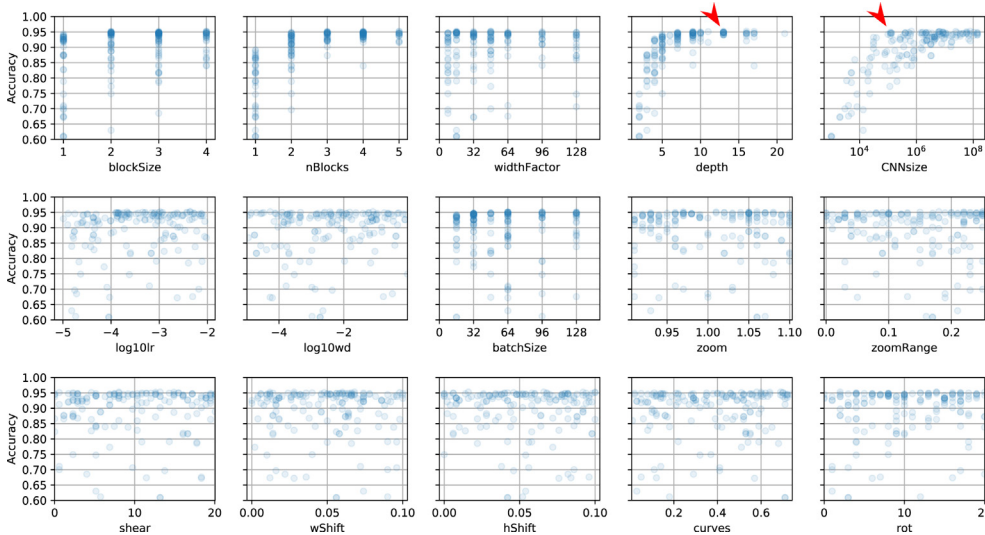 1.00
0.95
0.90
0.85
0.80
0.75
0.70
0.65
0.60
Accuracy
1 2 3 4
blockSize
1 2 3 4 5
nBlocks
0 32 64 96 128
widthFactor
5 10 15 20
depth
10⁴ 10⁶ 10⁸
CNNsize
1.00
0.95
0.90
0.85
0.80
0.75
0.70
0.65
0.60
Accuracy
−5 −4 −3 −2
log10lr
−4 −2
log10wd
0 32 64 96 128
batchSize
0.95 1.00 1.05 1.10
zoom
0.0 0.1 0.2
zoomRange
1.00
0.95
0.90
0.85
0.80
0.75
0.70
0.65
0.60
Accuracy
0 10 20
shear
0.00 0.05 0.10
wShift
0.00 0.05 0.10
hShift
0.0 0.2 0.4 0.6
curves
0 10 20
rot